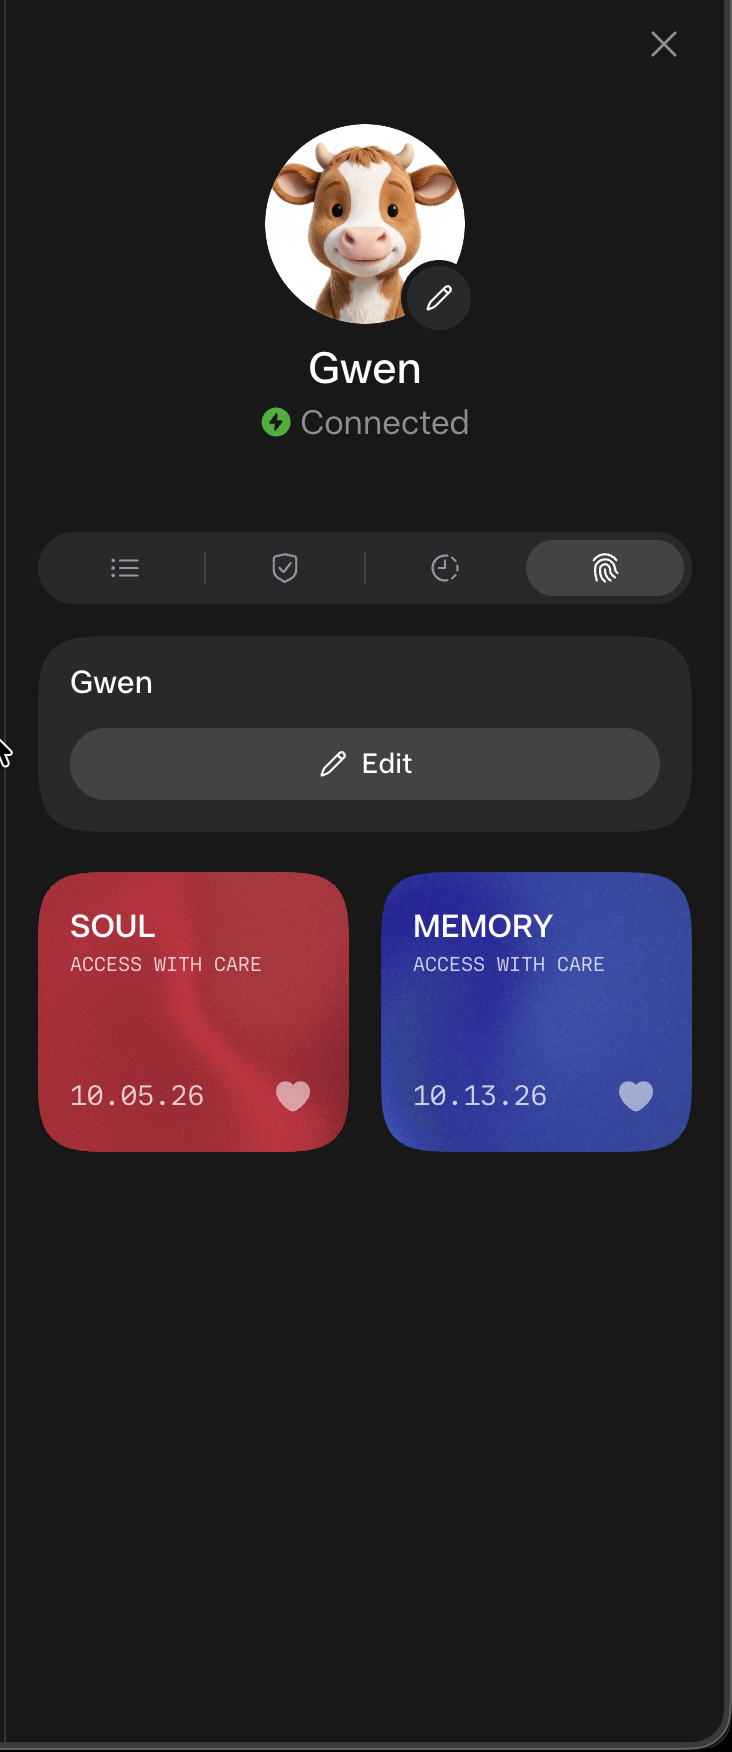 Gwen
Connected
Gwen
Edit
SOUL
ACCESS WITH CARE
10.05.26
MEMORY
ACCESS WITH CARE
10.13.26